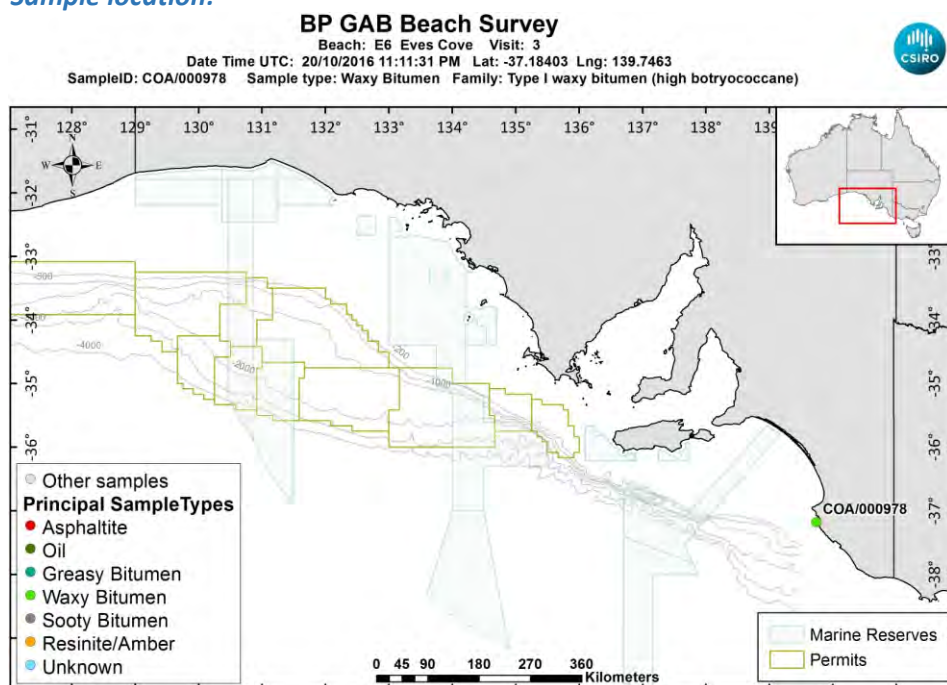 Sample location:
BP GAB Beach Survey
Beach: E6 Eves Cove Visit: 3
Date Time UTC: 20/10/2016 11:11:31 PM Lat: -37.18403 Lng: 139.7463
SampleID: COA/000978 Sample type: Waxy Bitumen Family: Type I waxy bitumen (high botryococcane)
CSIRO
128° 129° 130° 131° 132° 133° 134° 135° 136° 137° 138° 139
-31°
N
W E
S
-32°
-33° -33°
-34° -34°
-35° -35°
-36° -36°
-37°
-38°
-4000
-2000
-200
-1000
COA/000978
Other samples
Principal SampleTypes
Asphaltite
Oil
Greasy Bitumen
Waxy Bitumen
Sooty Bitumen
Resinite/Amber
Unknown
0 45 90 180 270 360
Kilometers
Marine Reserves
Permits